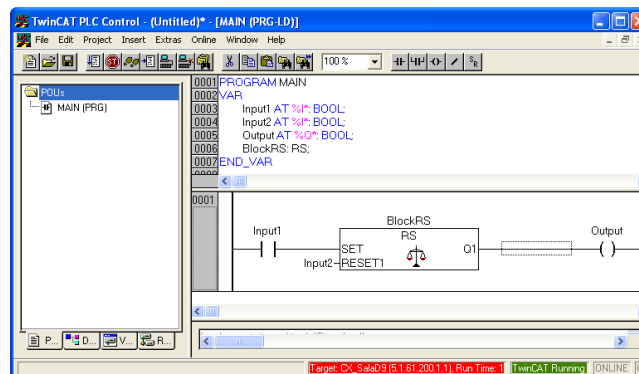 TwinCAT PLC Control - (Untitled)* - [MAIN (PRG-LD)]
File Edit Project Insert Extras Online Window Help
100 %
S R
POUs
MAIN (PRG)
0001 PROGRAM MAIN
0002 VAR
0003 Input1 AT %I*: BOOL;
0004 Input2 AT %I*: BOOL;
0005 Output AT %Q*: BOOL;
0006 BlockRS: RS;
0007 END_VAR
0001
BlockRS
Input1 RS Output
SET Q1
Input2 RESET1
P... D... V... R...
Target: CX_SalaD9 (5.1.61.200.1.1), Run Time: 1 TwinCAT Running ONLINE